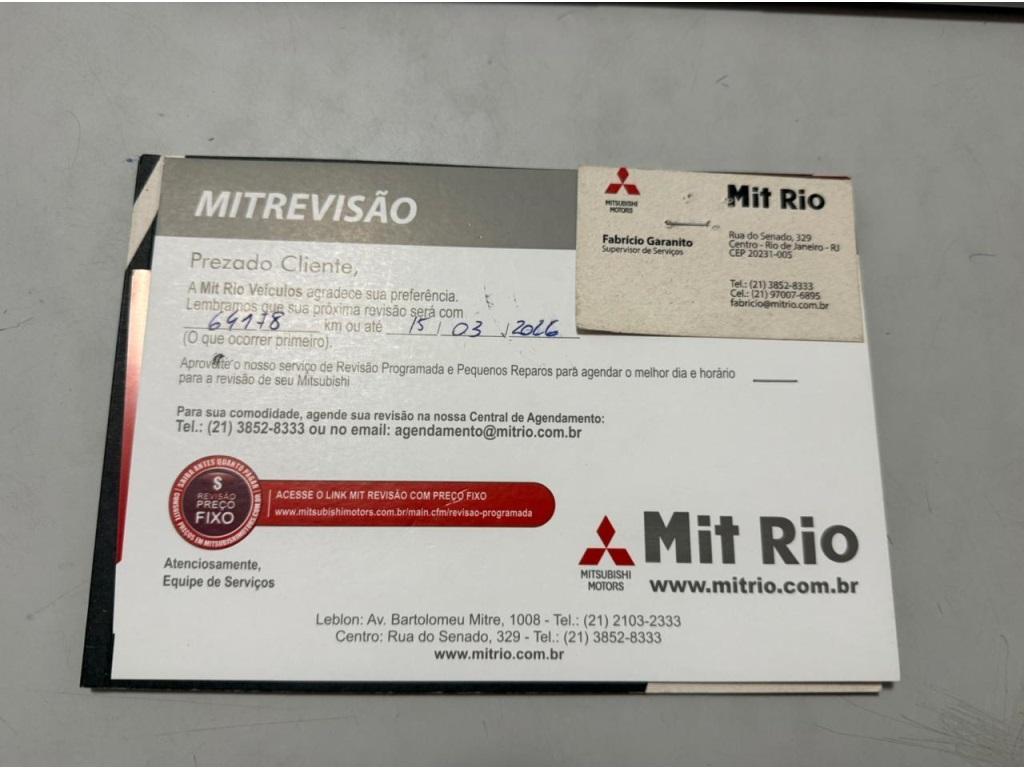 MITREVISÃO
Prezado Cliente,
A Mit Rio Veículos agradece sua preferência.
Lembramos que sua próxima revisão será com
69178 km ou até 15 / 03 / 2026
(O que ocorrer primeiro).
Aproveite o nosso serviço de Revisão Programada e Pequenos Reparos para agendar o melhor dia e horário
para a revisão de seu Mitsubishi
Para sua comodidade, agende sua revisão na nossa Central de Agendamento:
Tel.: (21) 3852-8333 ou no email: agendamento@mitrio.com.br
SAIBA ANTES QUANTO PAGAR
$
REVISÃO
PREÇO
FIXO
ACESSE O LINK MIT REVISÃO COM PREÇO FIXO
www.mitsubishimotors.com.br/main.cfm/revisao-programada
Atenciosamente,
Equipe de Serviços
MITSUBISHI
MOTORS
Mit Rio
www.mitrio.com.br
Leblon: Av. Bartolomeu Mitre, 1008 - Tel.: (21) 2103-2333
Centro: Rua do Senado, 329 - Tel.: (21) 3852-8333
www.mitrio.com.br
MITSUBISHI
MOTORS
Mit Rio
Fabrício Garanito
Supervisor de Serviços
Rua do Senado, 329
Centro - Rio de Janeiro - RJ
CEP 20231-005
Tel.: (21) 3852-8333
Cel.: (21) 97007-6895
fabricio@mitrio.com.br